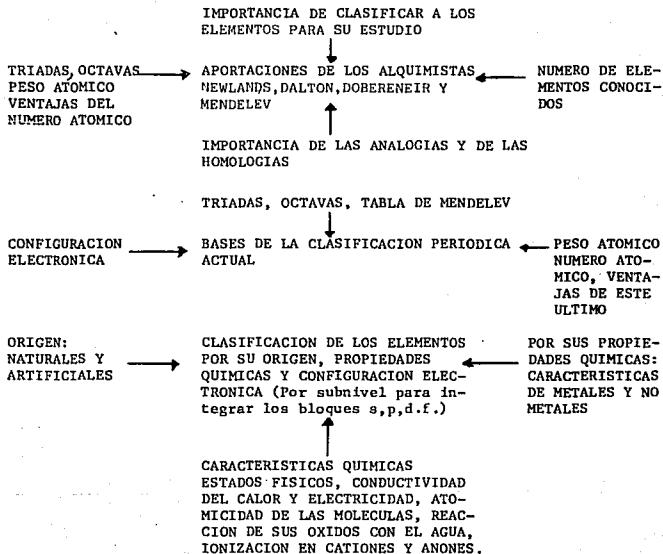 IMPORTANCIA DE CLASIFICAR A LOS
ELEMENTOS PARA SU ESTUDIO
TRIADAS, OCTAVAS
PESO ATOMICO
VENTAJAS DEL
NUMERO ATOMICO
APORTACIONES DE LOS ALQUIMISTAS
NEWLANDS, DALTON, DOBERENEIR Y
MENDELEV
NUMERO DE ELE-
MENTOS CONOCI-
DOS
IMPORTANCIA DE LAS ANALOGIAS Y DE LAS
HOMOLOGIAS
TRIADAS, OCTAVAS, TABLA DE MENDELEV
CONFIGURACION
ELECTRONICA
BASES DE LA CLASIFICACION PERIODICA
ACTUAL
PESO ATOMICO
NUMERO ATO-
MICO, VENTA-
JAS DE ESTE
ULTIMO
ORIGEN:
NATURALES Y
ARTIFICIALES
CLASIFICACION DE LOS ELEMENTOS
POR SU ORIGEN, PROPIEDADES
QUIMICAS Y CONFIGURACION ELEC-
TRONICA (Por subnivel para in-
tegrar los bloques s,p,d.f.)
POR SUS PROPIE-
DADES QUIMICAS:
CARACTERISTICAS
DE METALES Y NO
METALES
CARACTERISTICAS QUIMICAS
ESTADOS FISICOS, CONDUCTIVIDAD
DEL CALOR Y ELECTRICIDAD, ATO-
MICIDAD DE LAS MOLECULAS, REAC-
CION DE SUS OXIDOS CON EL AGUA,
IONIZACION EN CATIONES Y ANONES.